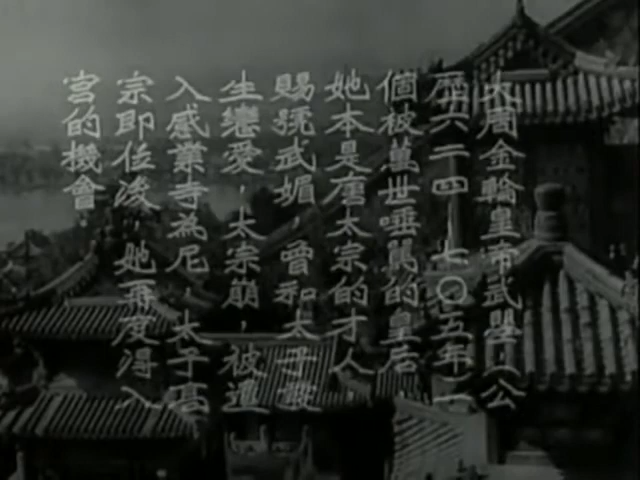 大周金輪皇帝武曌(公
歷六二四—七〇五年)一
個被萬世唾罵的皇后,
她本是唐太宗的才人
賜號武媚,曾和太子發
生戀愛,太宗崩,被遣
入感業寺為尼,太子高
宗即位後,她再度得入
宮的機會,